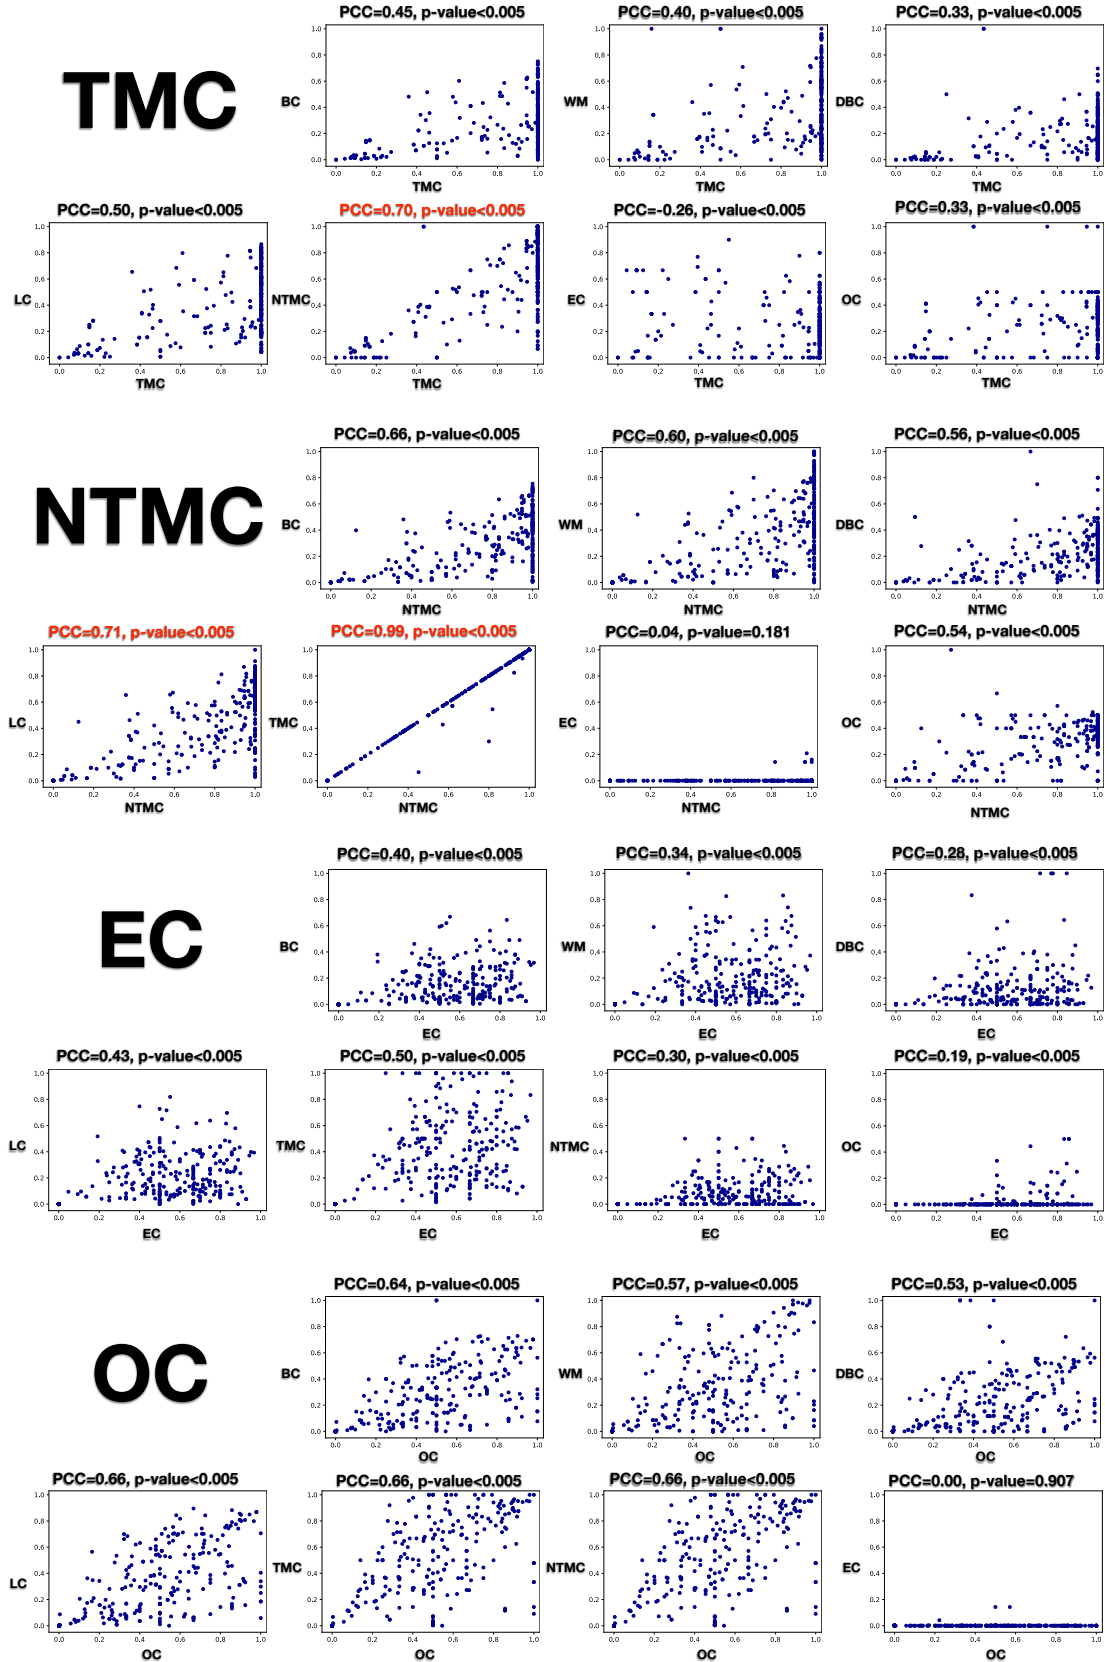 PCC=0.45, p-value<0.005
PCC=0.40, p-value<0.005
PCC=0.33, p-value<0.005
TMC
BC
WM
DBC
TMC
TMC
TMC
PCC=0.50, p-value<0.005
PCC=0.70, p-value<0.005
PCC=-0.26, p-value<0.005
PCC=0.33, p-value<0.005
LC
NTMC
EC
OC
TMC
TMC
TMC
TMC
PCC=0.66, p-value<0.005
PCC=0.60, p-value<0.005
PCC=0.56, p-value<0.005
NTMC
BC
WM
DBC
NTMC
NTMC
NTMC
PCC=0.71, p-value<0.005
PCC=0.99, p-value<0.005
PCC=0.04, p-value=0.181
PCC=0.54, p-value<0.005
LC
TMC
EC
OC
NTMC
NTMC
NTMC
NTMC
PCC=0.40, p-value<0.005
PCC=0.34, p-value<0.005
PCC=0.28, p-value<0.005
EC
BC
WM
DBC
EC
EC
EC
PCC=0.43, p-value<0.005
PCC=0.50, p-value<0.005
PCC=0.30, p-value<0.005
PCC=0.19, p-value<0.005
LC
TMC
NTMC
OC
EC
EC
EC
EC
PCC=0.64, p-value<0.005
PCC=0.57, p-value<0.005
PCC=0.53, p-value<0.005
OC
BC
WM
DBC
OC
OC
OC
PCC=0.66, p-value<0.005
PCC=0.66, p-value<0.005
PCC=0.66, p-value<0.005
PCC=0.00, p-value=0.907
LC
TMC
NTMC
EC
OC
OC
OC
OC